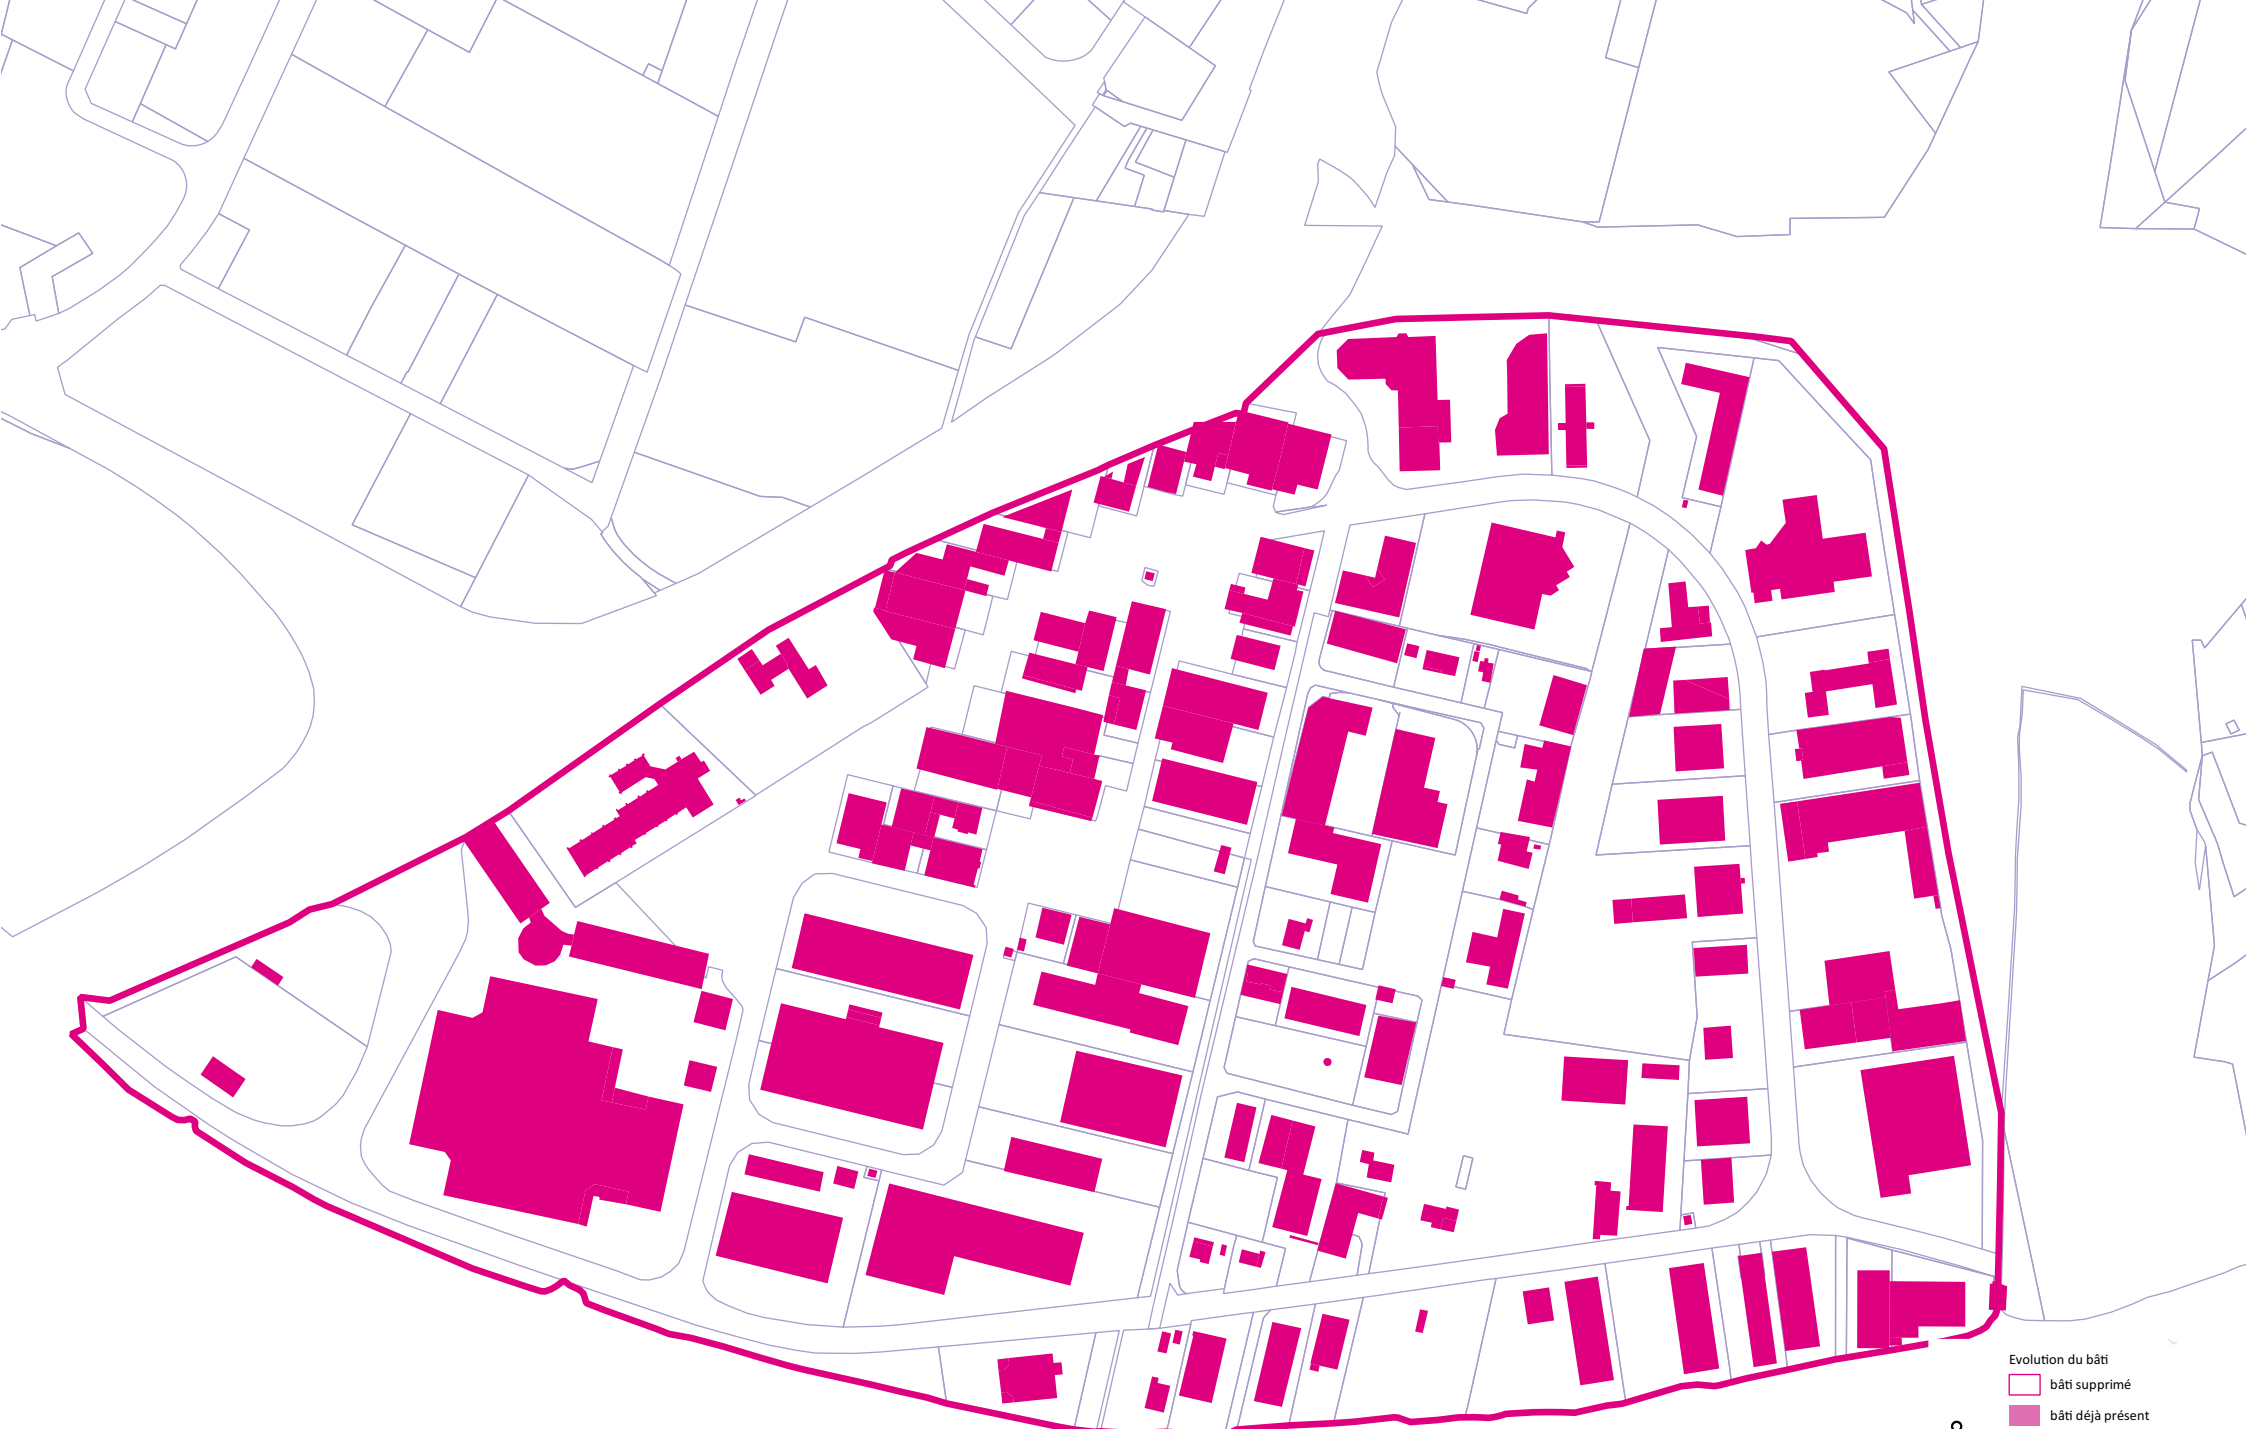 Evolution du bâti
bâti supprimé
bâti déjà présent